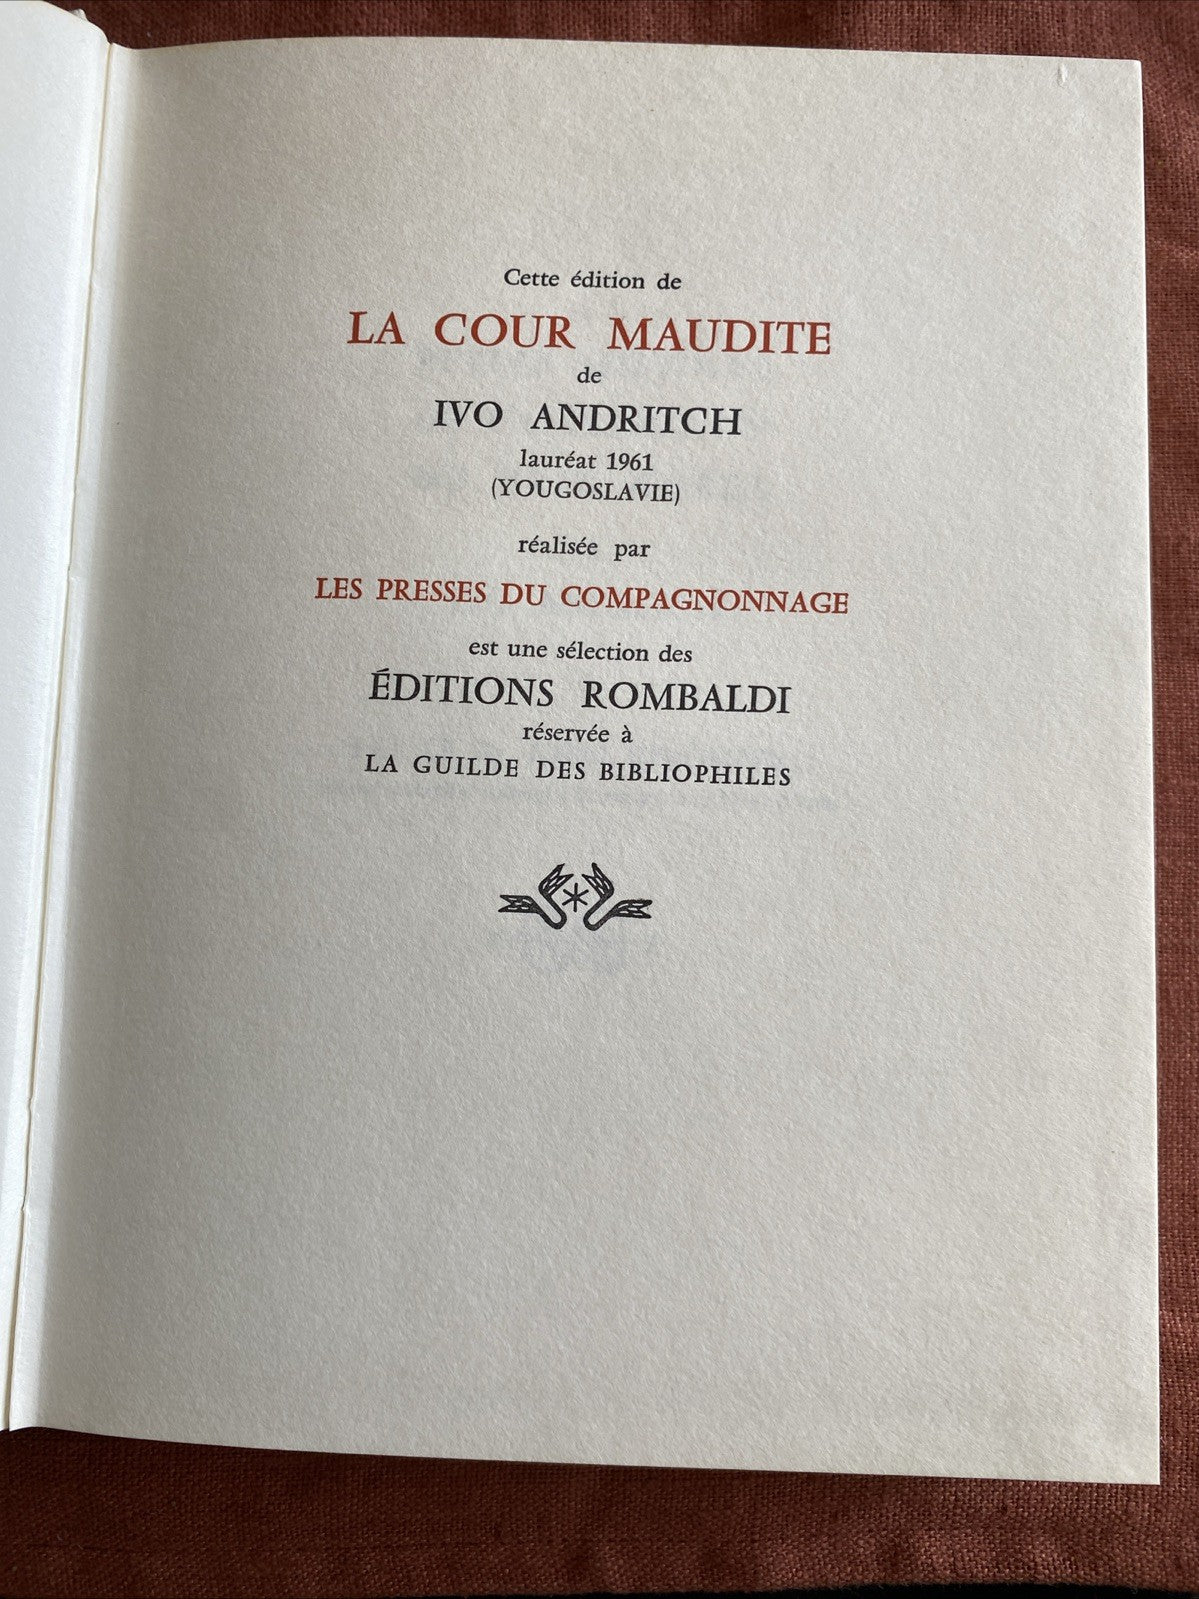 Cette édition de
LA COUR MAUDITE
de
IVO ANDRITCH
lauréat 1961
(YOUGOSLAVIE)
réalisée par
LES PRESSES DU COMPAGNONNAGE
est une sélection des
ÉDITIONS ROMBALDI
réservée à
LA GUILDE DES BIBLIOPHILES